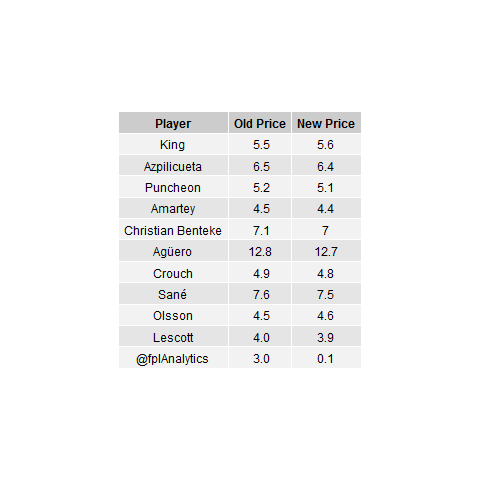 Player Old Price New Price
King 5.5 5.6
Azpilicueta 6.5 6.4
Puncheon 5.2 5.1
Amartey 4.5 4.4
Christian Benteke 7.1 7
Agüero 12.8 12.7
Crouch 4.9 4.8
Sané 7.6 7.5
Olsson 4.5 4.6
Lescott 4.0 3.9
@fplAnalytics 3.0 0.1